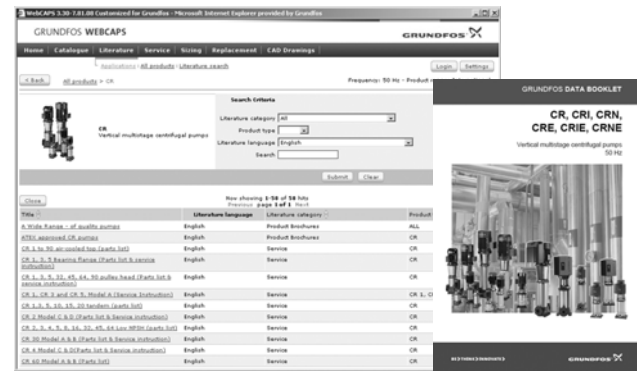 WebCAPS 3.30-7.81.00 Customized for Grundfos - Microsoft Internet Explorer provided by Grundfos
GRUNDFOS WEBCAPS
GRUNDFOS
Home | Catalogue | Literature | Service | Sizing | Replacement | CAD Drawings
Applications · All products · Literature search
Login Settings
< Back All products > CR
Frequency: 50 Hz - Product
Search Criteria
Literature category All
CR
Vertical multistage centrifugal pumps
Product type
Literature language English
Search
Submit Clear
Close
Now showing 1-58 of 58 hits
Previous page 1 of 1 Next
Title Literature language Literature category Product
A Wide Range - of quality pumps English Product Brochures ALL
ATEX approved CR pumps English Product Brochures CR
CR 1 to 90 air-cooled top (parts list) English Service CR
CR 1, 3, 5 Bearing flange (Parts list & service
instruction) English Service CR
CR 1, 3, 5, 32, 45, 64, 90 pulley head (Parts list &
service instruction) English Service CR
CR 1, CR 3 and CR 5, Model A (Service Instruction) English Service CR 1, C
CR 1,3, 5, 10, 15, 20 tandem (parts list) English Service CR
CR 2 Model C & D (Parts list & Service instruction) English Service CR
CR 2, 3, 4, 5, 8, 16, 32, 45, 64 Low NPSH (parts list) English Service CR
CR 30 Model A & B (Parts list & Service instruction) English Service CR
CR 4 Model C & D(Parts list & Service instruction) English Service CR
CR 60 Model A & B (Parts list) English Service CR
GRUNDFOS DATA BOOKLET
CR, CRI, CRN,
CRE, CRIE, CRNE
Vertical multistage centrifugal pumps
50 Hz
BE>THINK>INNOVATE>
GRUNDFOS